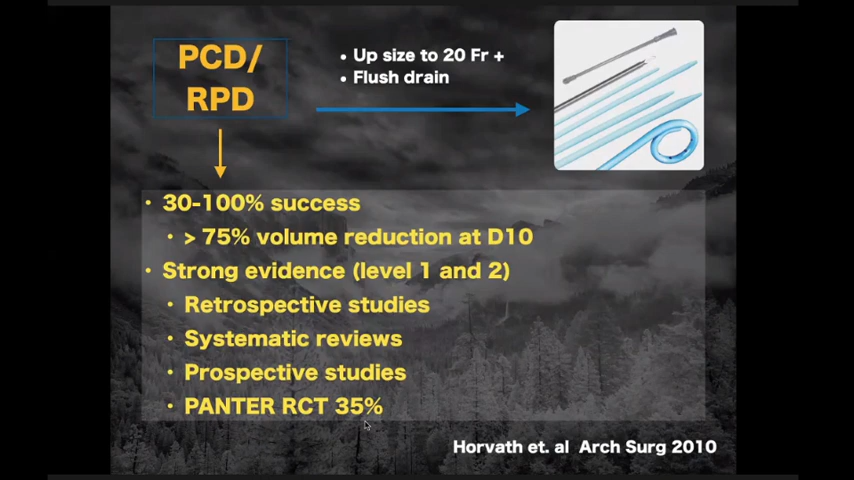 PCD/
RPD
• Up size to 20 Fr +
• Flush drain
• 30-100% success
• > 75% volume reduction at D10
• Strong evidence (level 1 and 2)
• Retrospective studies
• Systematic reviews
• Prospective studies
• PANTER RCT 35%
Horvath et. al  Arch Surg 2010